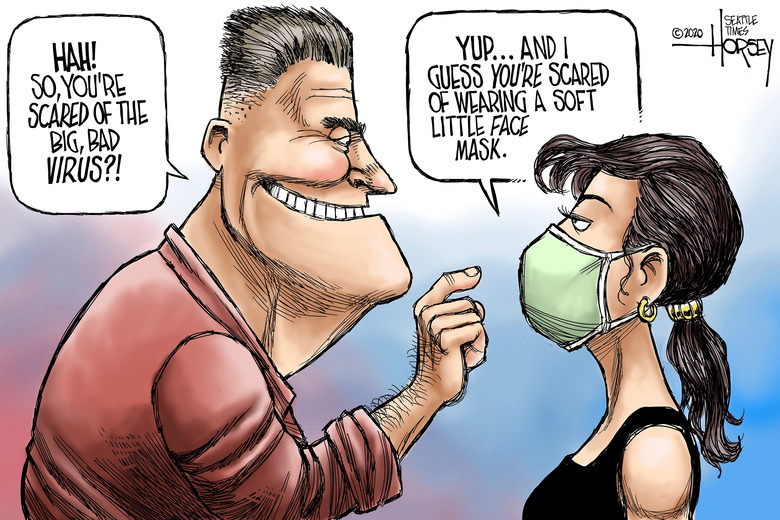 HAH!
SO, YOU'RE
SCARED OF THE
BIG, BAD
VIRUS?!
YUP... AND I
GUESS YOU'RE SCARED
OF WEARING A SOFT
LITTLE FACE
MASK.
©2020
SEATTLE
TIMES
HORSEY